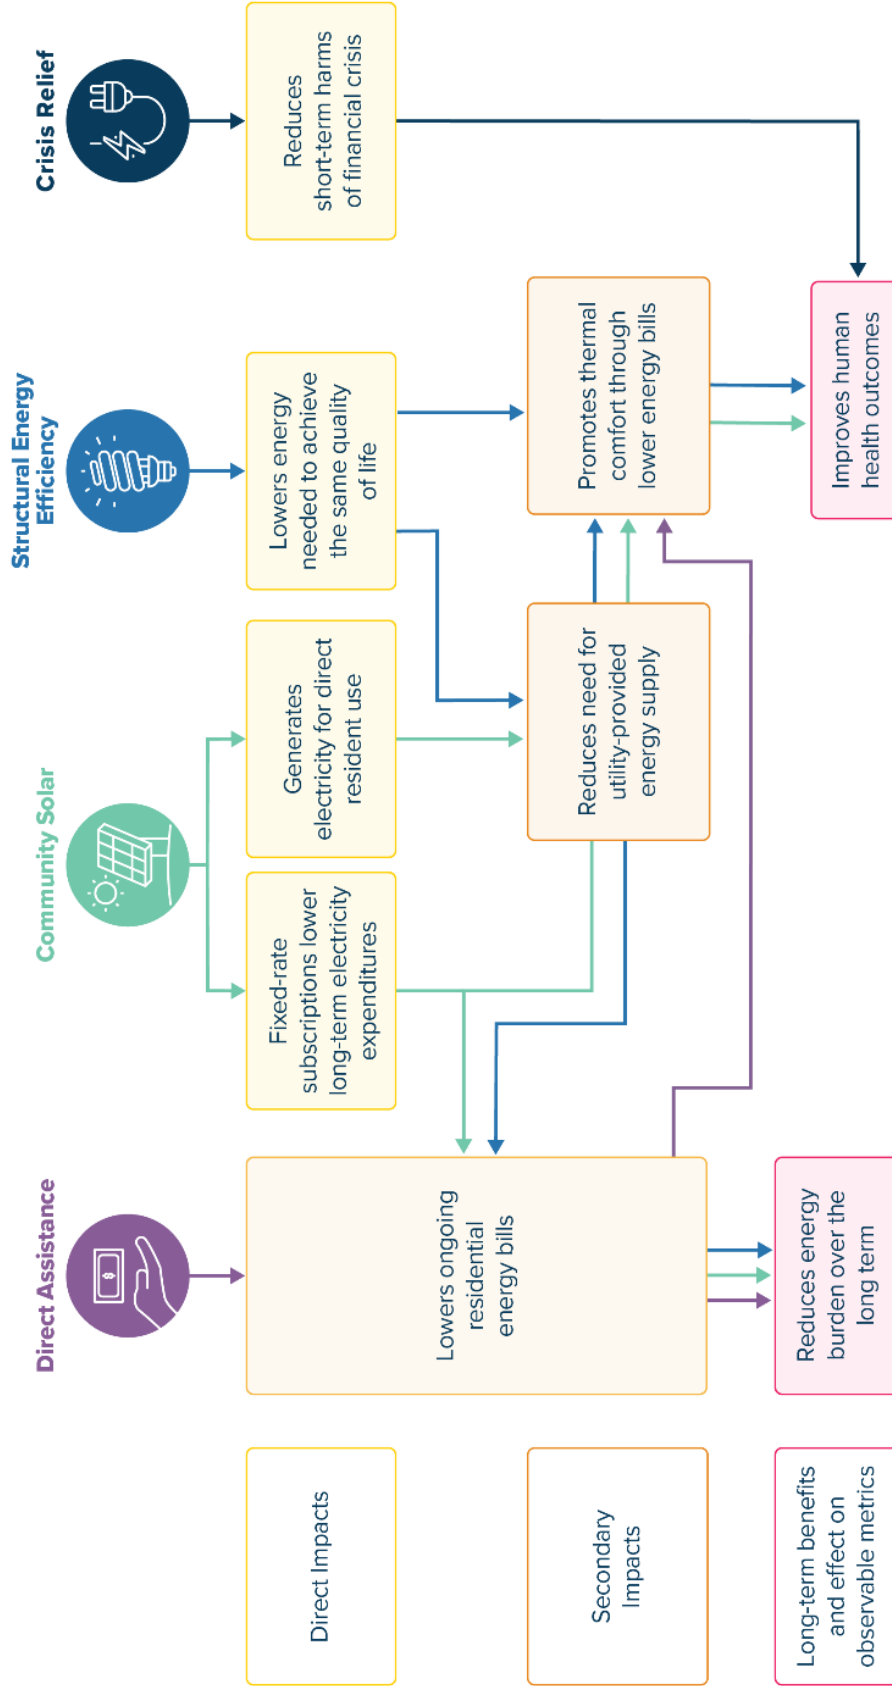 Direct Assistance
Community Solar
Structural Energy
Efficiency
Crisis Relief
$
Direct Impacts
Lowers ongoing
residential
energy bills
Fixed-rate
subscriptions lower
long-term electricity
expenditures
Generates
electricity for direct
resident use
Lowers energy
needed to achieve
the same quality
of life
Reduces
short-term harms
of financial crisis
Secondary
Impacts
Reduces need for
utility-provided
energy supply
Promotes thermal
comfort through
lower energy bills
Long-term benefits
and effect on
observable metrics
Reduces energy
burden over the
long term
Improves human
health outcomes